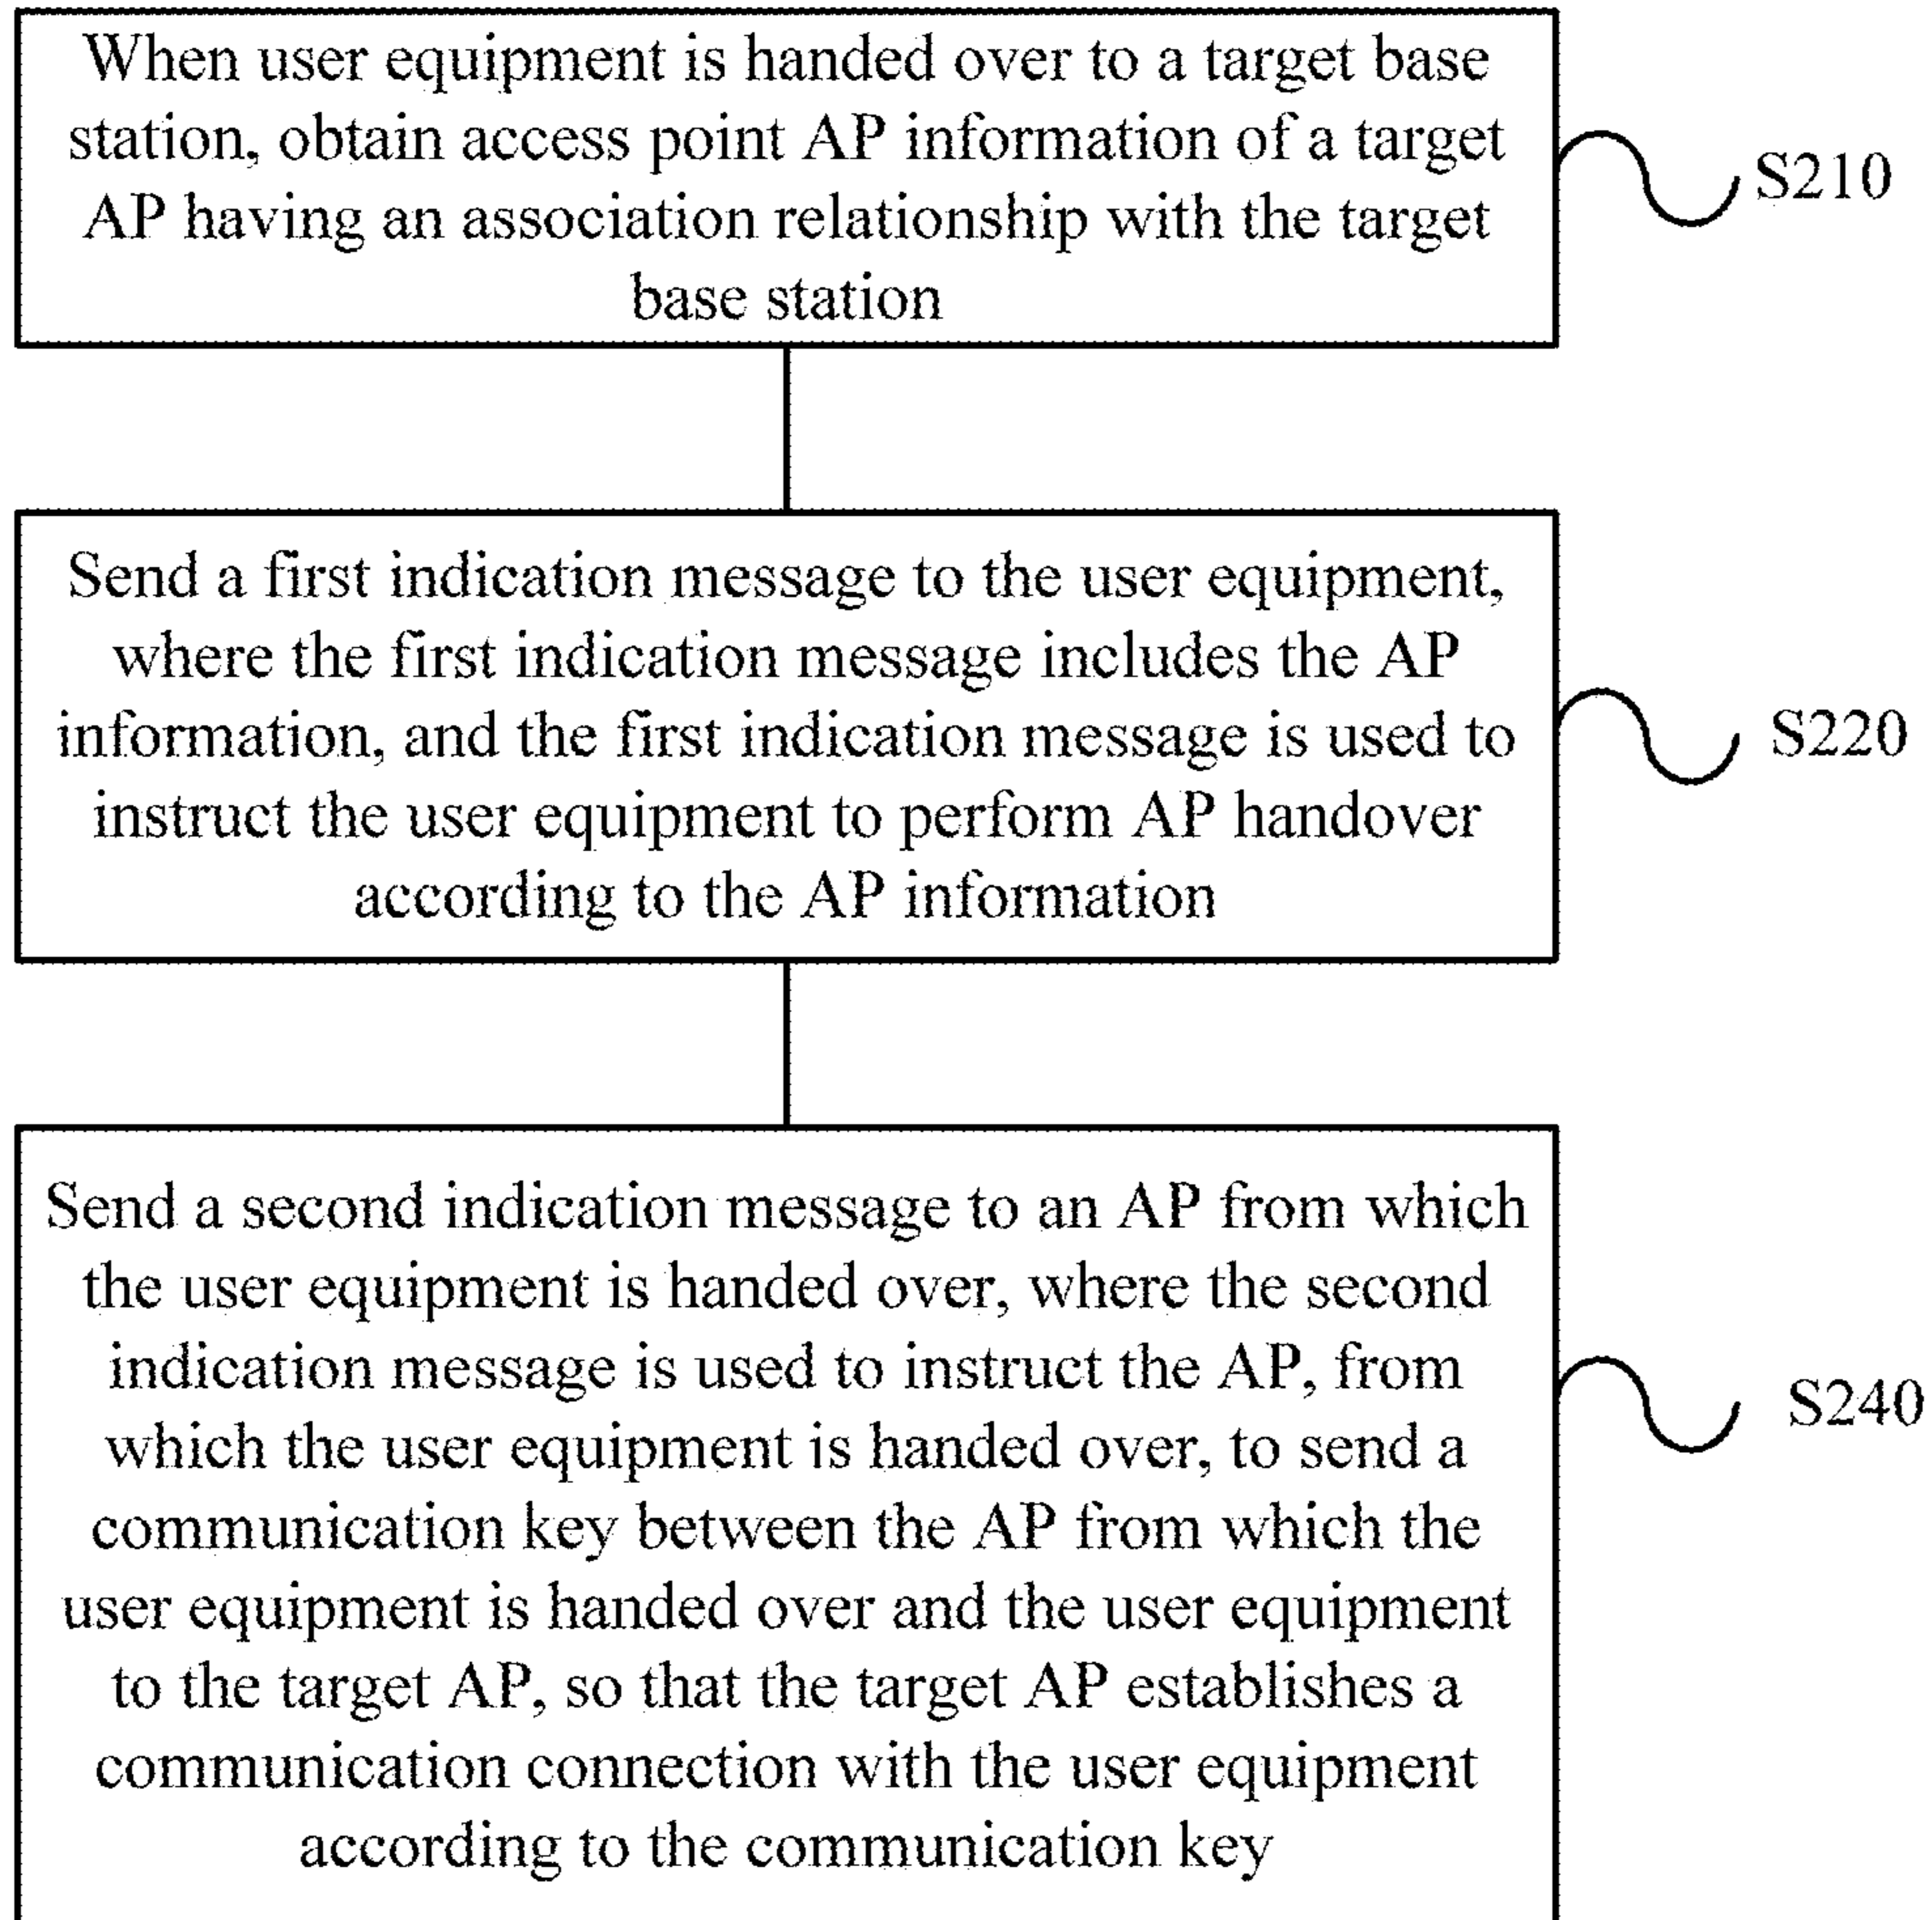 When user equipment is handed over to a target base
station, obtain access point AP information of a target
AP having an association relationship with the target
base station
S210
Send a first indication message to the user equipment,
where the first indication message includes the AP
information, and the first indication message is used to
instruct the user equipment to perform AP handover
according to the AP information
S220
Send a second indication message to an AP from which
the user equipment is handed over, where the second
indication message is used to instruct the AP, from
which the user equipment is handed over, to send a
communication key between the AP from which the
user equipment is handed over and the user equipment
to the target AP, so that the target AP establishes a
communication connection with the user equipment
according to the communication key
S240